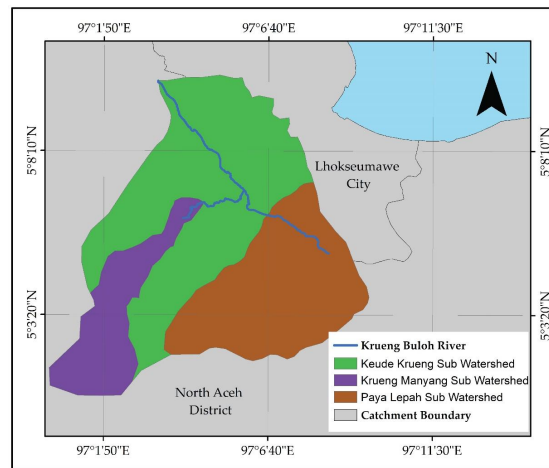 97°1'50"E
97°6'40"E
97°11'30"E
N
5°8'10"N
5°8'10"N
Lhokseumawe
City
5°3'20"N
5°3'20"N
Krueng Buloh River
Keude Krueng Sub Watershed
Krueng Manyang Sub Watershed
Paya Lepah Sub Watershed
Catchment Boundary
North Aceh
District
97°1'50"E
97°6'40"E
97°11'30"E